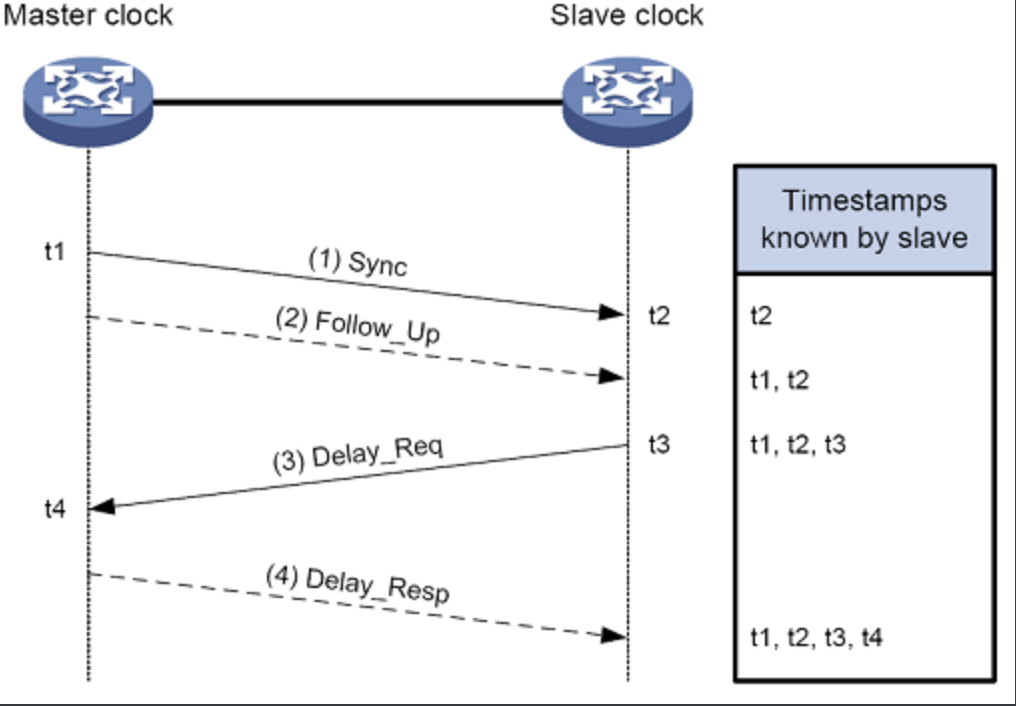 Master clock
Slave clock
Timestamps
known by slave
t1
(1) Sync
t2
t2
(2) Follow_Up
t1, t2
(3) Delay_Req
t3
t1, t2, t3
t4
(4) Delay_Resp
t1, t2, t3, t4